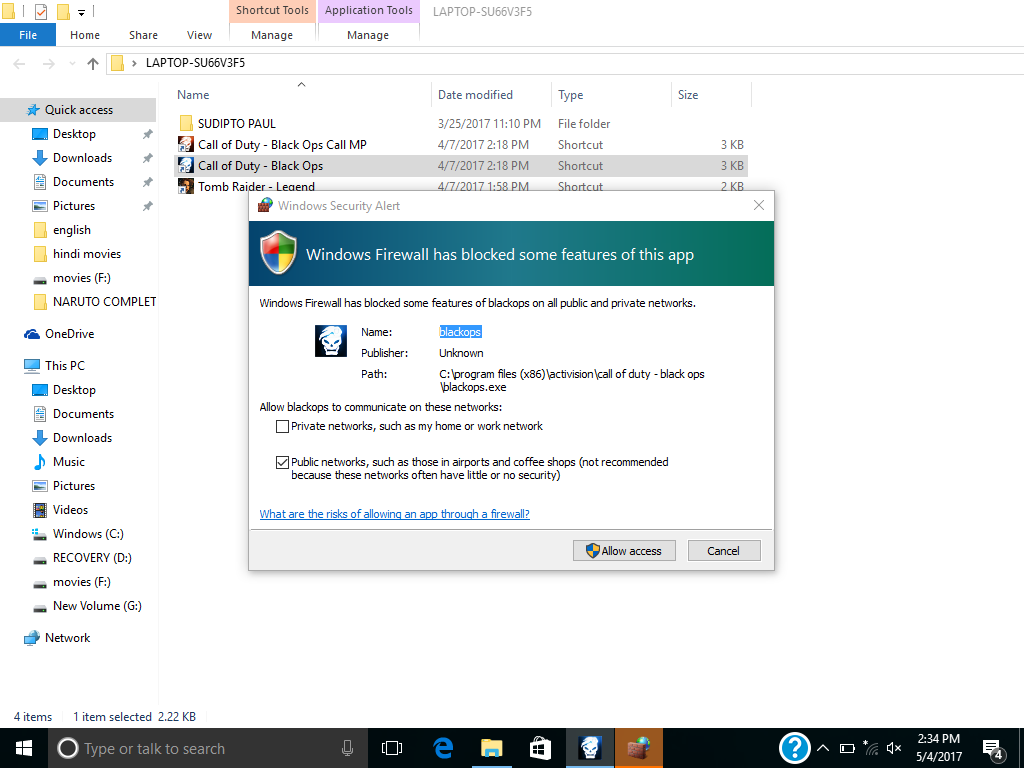 Shortcut Tools
Application Tools
LAPTOP-SU66V3F5
File
Home
Share
View
Manage
Manage
LAPTOP-SU66V3F5
Name
Date modified
Type
Size
Quick access
Desktop
Downloads
Documents
Pictures
english
hindi movies
movies (F:)
NARUTO COMPLET
OneDrive
This PC
Desktop
Documents
Downloads
Music
Pictures
Videos
Windows (C:)
RECOVERY (D:)
movies (F:)
New Volume (G:)
Network
SUDIPTO PAUL 3/25/2017 11:10 PM File folder
Call of Duty - Black Ops Call MP 4/7/2017 2:18 PM Shortcut 3 KB
Call of Duty - Black Ops 4/7/2017 2:18 PM Shortcut 3 KB
Tomb Raider - Legend 4/7/2017 1:58 PM Shortcut 2 KB
Windows Security Alert
Windows Firewall has blocked some features of this app
Windows Firewall has blocked some features of blackops on all public and private networks.
Name: blackops
Publisher: Unknown
Path: C:\program files (x86)\activision\call of duty - black ops
\blackops.exe
Allow blackops to communicate on these networks:
Private networks, such as my home or work network
Public networks, such as those in airports and coffee shops (not recommended
because these networks often have little or no security)
What are the risks of allowing an app through a firewall?
Allow access
Cancel
4 items 1 item selected 2.22 KB
Type or talk to search
2:34 PM
5/4/2017
4